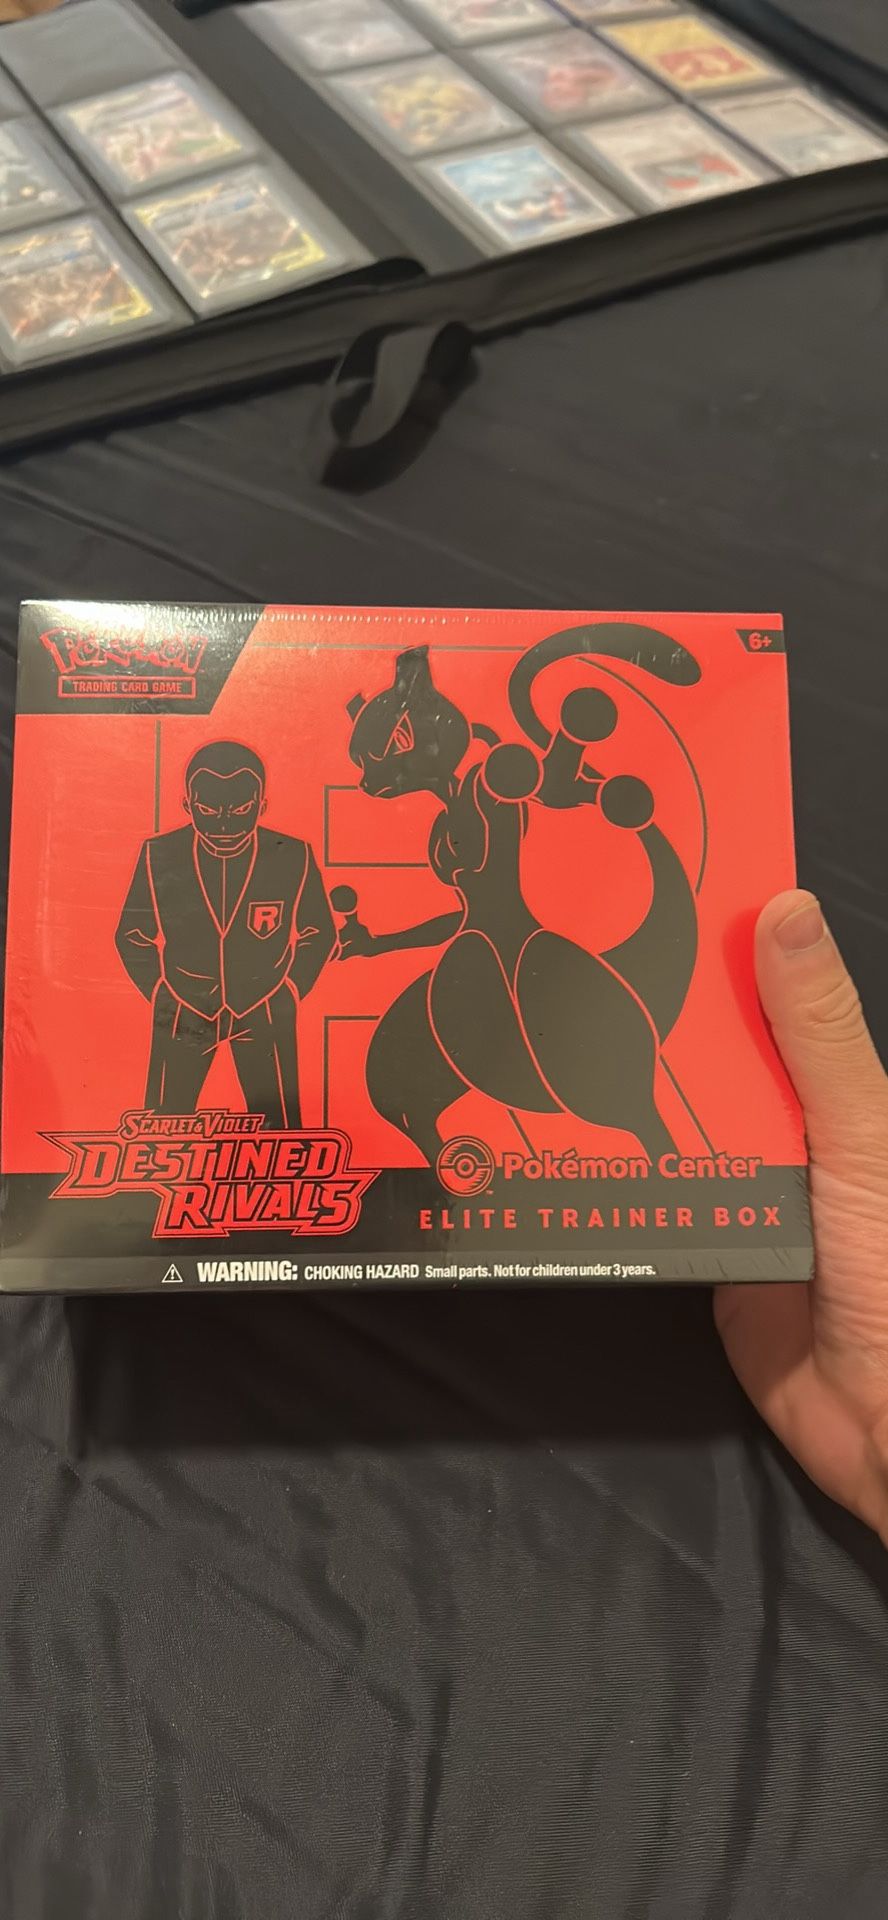 POKéMON
TRADING CARD GAME
6+
R
SCARLET & VIOLET
DESTINED
RIVALS
Pokémon Center
TM
ELITE TRAINER BOX
WARNING: CHOKING HAZARD Small parts. Not for children under 3 years.